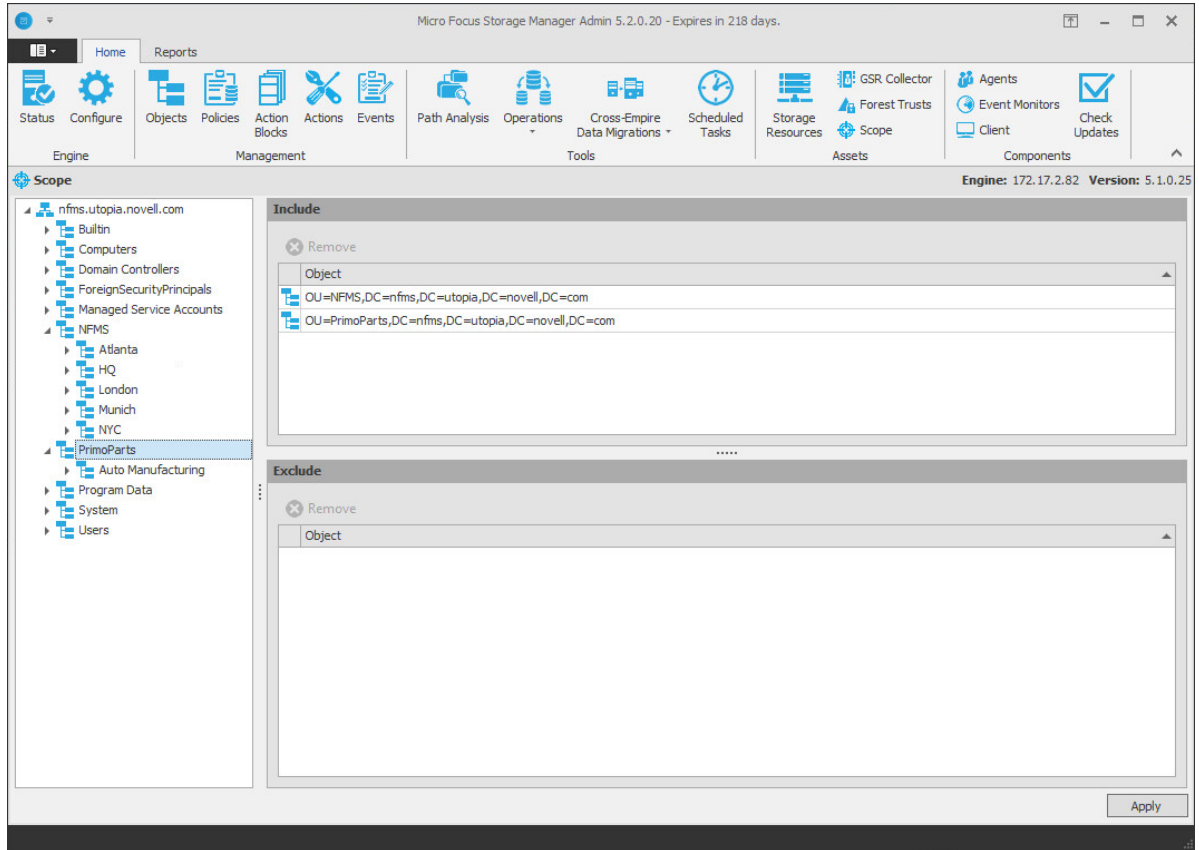 Micro Focus Storage Manager Admin 5.2.0.20 - Expires in 218 days.
Home Reports
Status Configure Objects Policies Action Blocks Actions Events Path Analysis Operations Cross-Empire Data Migrations Scheduled Tasks Storage Resources GSR Collector Forest Trusts Scope Agents Event Monitors Client Check Updates
Engine Management Tools Assets Components
Scope Engine: 172.17.2.82 Version: 5.1.0.25
nfms.utopia.novell.com
Builtin
Computers
Domain Controllers
ForeignSecurityPrincipals
Managed Service Accounts
NFMS
Atlanta
HQ
London
Munich
NYC
PrimoParts
Auto Manufacturing
Program Data
System
Users
Include
Remove
Object
OU=NFMS,DC=nfms,DC=utopia,DC=novell,DC=com
OU=PrimoParts,DC=nfms,DC=utopia,DC=novell,DC=com
Exclude
Remove
Object
Apply